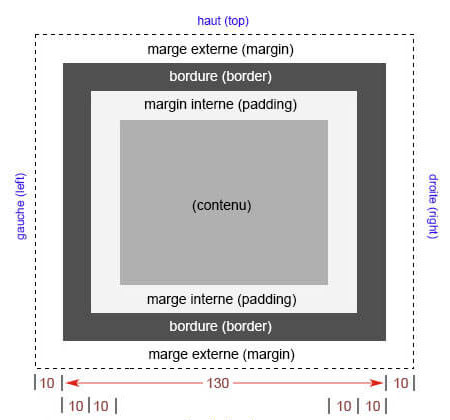 haut (top)
marge externe (margin)
bordure (border)
margin interne (padding)
gauche (left)
(contenu)
droite (right)
marge interne (padding)
bordure (border)
marge externe (margin)
10 130 10
10 10 10 10